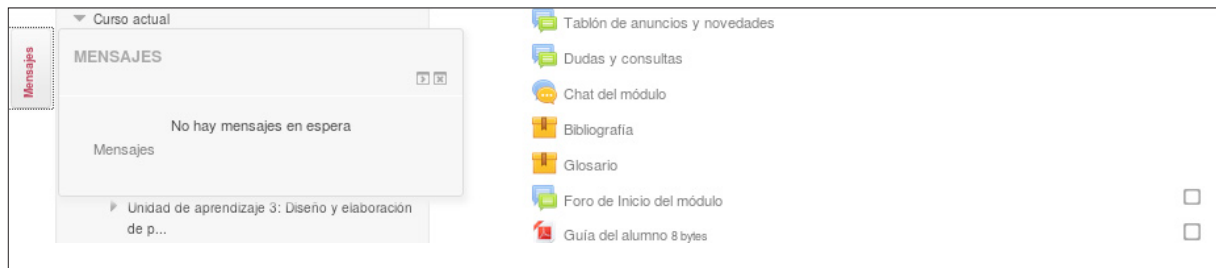 Curso actual
Mensajes
MENSAJES
No hay mensajes en espera
Mensajes
Unidad de aprendizaje 3: Diseño y elaboración
de p...
Tablón de anuncios y novedades
Dudas y consultas
Chat del módulo
Bibliografía
Glosario
Foro de Inicio del módulo
Guía del alumno 8 bytes